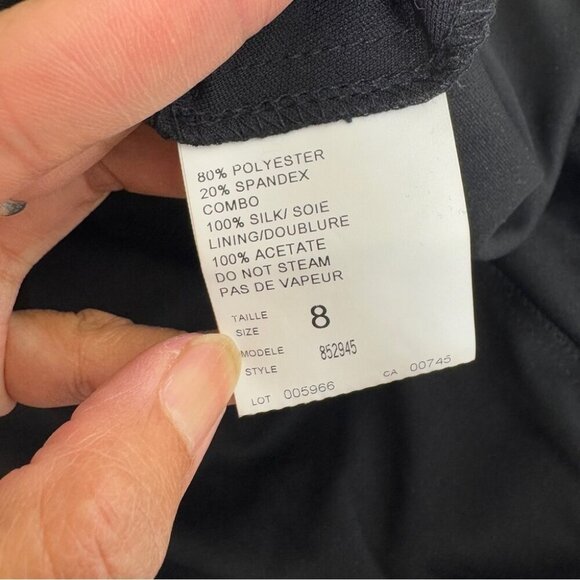 80% POLYESTER
20% SPANDEX
COMBO
100% SILK/ SOIE
LINING/DOUBLURE
100% ACETATE
DO NOT STEAM
PAS DE VAPEUR
TAILLE
SIZE 8
MODELE
STYLE 852945
LOT 005966 CA 00745